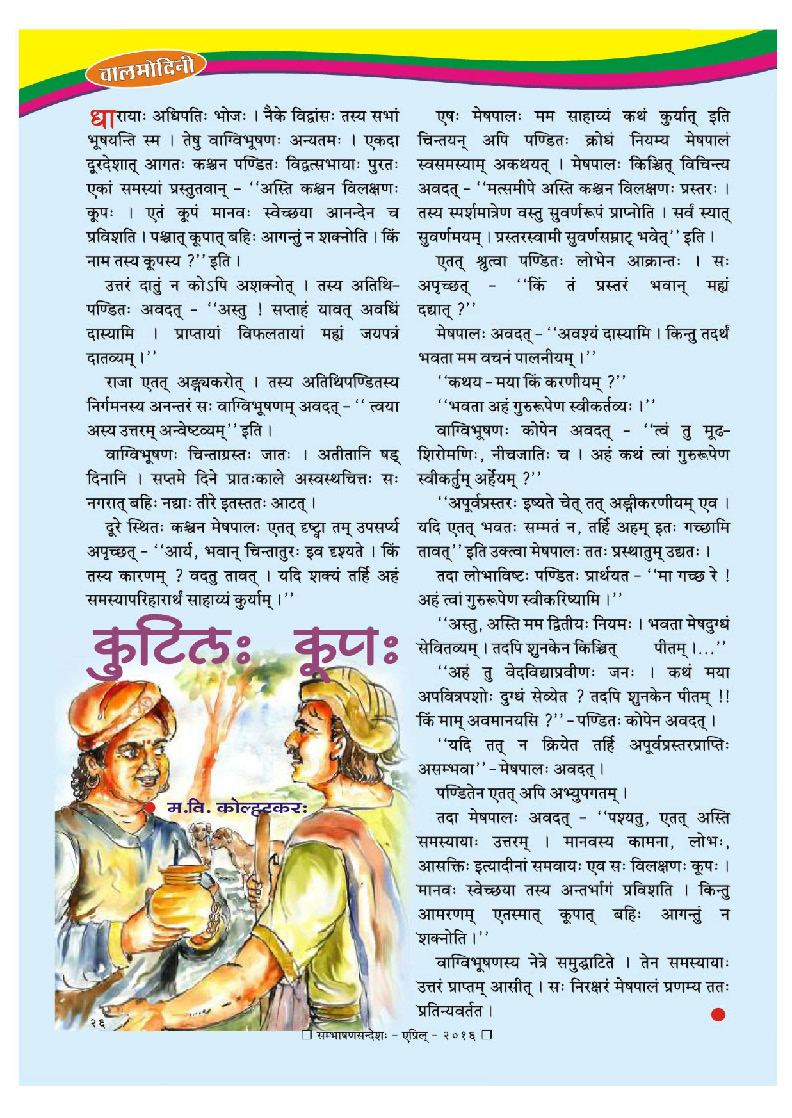 बालमोदिनी
धारायाः अधिपतिः भोजः । नैके विद्वांसः तस्य सभां
भूषयन्ति स्म । तेषु वाग्विभूषणः अन्यतमः । एकदा
दूरदेशात् आगतः कश्चन पण्डितः विद्वत्सभायाः पुरतः
एकां समस्यां प्रस्तुतवान् - ‘‘अस्ति कश्चन विलक्षणः
कूपः । एतं कूपं मानवः स्वेच्छया आनन्देन च
प्रविशति । पश्चात् कूपात् बहिः आगन्तुं न शक्नोति । किं
नाम तस्य कूपस्य ?’’ इति ।
उत्तरं दातुं न कोऽपि अशक्नोत् । तस्य अतिथि-
पण्डितः अवदत् - ‘‘अस्तु ! सप्ताहं यावत् अवधिं
दास्यामि । प्राप्तायां विफलतायां मह्यं जयपत्रं
दातव्यम् ।’’
राजा एतत् अङ्ग्यकरोत् । तस्य अतिथिपण्डितस्य
निर्गमनस्य अनन्तरं सः वाग्विभूषणम् अवदत् - ‘‘ त्वया
अस्य उत्तरम् अन्वेष्टव्यम्’’ इति ।
वाग्विभूषणः चिन्ताग्रस्तः जातः । अतीतानि षड्
दिनानि । सप्तमे दिने प्रातःकाले अस्वस्थचित्तः सः
नगरात् बहिः नद्याः तीरे इतस्ततः आटत् ।
दूरे स्थितः कश्चन मेषपालः एतत् दृष्ट्वा तम् उपसर्प्य
अपृच्छत् - ‘‘आर्य, भवान् चिन्तातुरः इव दृश्यते । किं
तस्य कारणम् ? वदतु तावत् । यदि शक्यं तर्हि अहं
समस्यापरिहारार्थं साहाय्यं कुर्याम् ।’’
कुटिलः कूपः
म.वि. कोल्हटकरः
एषः मेषपालः मम साहाय्यं कथं कुर्यात् इति
चिन्तयन् अपि पण्डितः क्रोधं नियम्य मेषपालं
स्वसमस्याम् अकथयत् । मेषपालः किञ्चित् विचिन्त्य
अवदत् - ‘‘मत्समीपे अस्ति कश्चन विलक्षणः प्रस्तरः ।
तस्य स्पर्शमात्रेण वस्तु सुवर्णरूपं प्राप्नोति । सर्वं स्यात्
सुवर्णमयम् । प्रस्तरस्वामी सुवर्णसम्राट् भवेत्’’ इति ।
एतत् श्रुत्वा पण्डितः लोभेन आक्रान्तः । सः
अपृच्छत् - ‘‘किं तं प्रस्तरं भवान् मह्यं
दद्यात् ?’’
मेषपालः अवदत् - ‘‘अवश्यं दास्यामि । किन्तु तदर्थं
भवता मम वचनं पालनीयम् ।’’
‘‘कथय - मया किं करणीयम् ?’’
‘‘भवता अहं गुरुरूपेण स्वीकर्तव्यः ।’’
वाग्विभूषणः कोपेन अवदत् - ‘‘त्वं तु मूढ-
शिरोमणिः, नीचजातिः च । अहं कथं त्वां गुरुरूपेण
स्वीकर्तुम् अर्हेयम् ?’’
‘‘अपूर्वप्रस्तरः इष्यते चेत् तत् अङ्गीकरणीयम् एव ।
यदि एतत् भवतः सम्मतं न, तर्हि अहम् इतः गच्छामि
तावत्’’ इति उक्त्वा मेषपालः ततः प्रस्थातुम् उद्यतः ।
तदा लोभाविष्टः पण्डितः प्रार्थयत - ‘‘मा गच्छ रे !
अहं त्वां गुरुरूपेण स्वीकरिष्यामि ।’’
‘‘अस्तु, अस्ति मम द्वितीयः नियमः । भवता मेषदुग्धं
सेवितव्यम् । तदपि शुनकेन किञ्चित् पीतम् ।...’’
‘‘अहं तु वेदविद्याप्रवीणः जनः । कथं मया
अपवित्रपशोः दुग्धं सेव्येत ? तदपि शुनकेन पीतम् !!
किं माम् अवमानयसि ?’’ - पण्डितः कोपेन अवदत् ।
‘‘यदि तत् न क्रियेत तर्हि अपूर्वप्रस्तरप्राप्तिः
असम्भवा’’ - मेषपालः अवदत् ।
पण्डितेन एतत् अपि अभ्युपगतम् ।
तदा मेषपालः अवदत् - ‘‘पश्यतु, एतत् अस्ति
समस्यायाः उत्तरम् । मानवस्य कामना, लोभः,
आसक्तिः इत्यादीनां समवायः एव सः विलक्षणः कूपः ।
मानवः स्वेच्छया तस्य अन्तर्भागं प्रविशति । किन्तु
आमरणम् एतस्मात् कूपात् बहिः आगन्तुं न
शक्नोति ।’’
वाग्विभूषणस्य नेत्रे समुद्घाटिते । तेन समस्यायाः
उत्तरं प्राप्तम् आसीत् । सः निरक्षरं मेषपालं प्रणम्य ततः
प्रतिन्यवर्तत ।
२६
सम्भाषणसन्देशः - एप्रिल् - २०१६